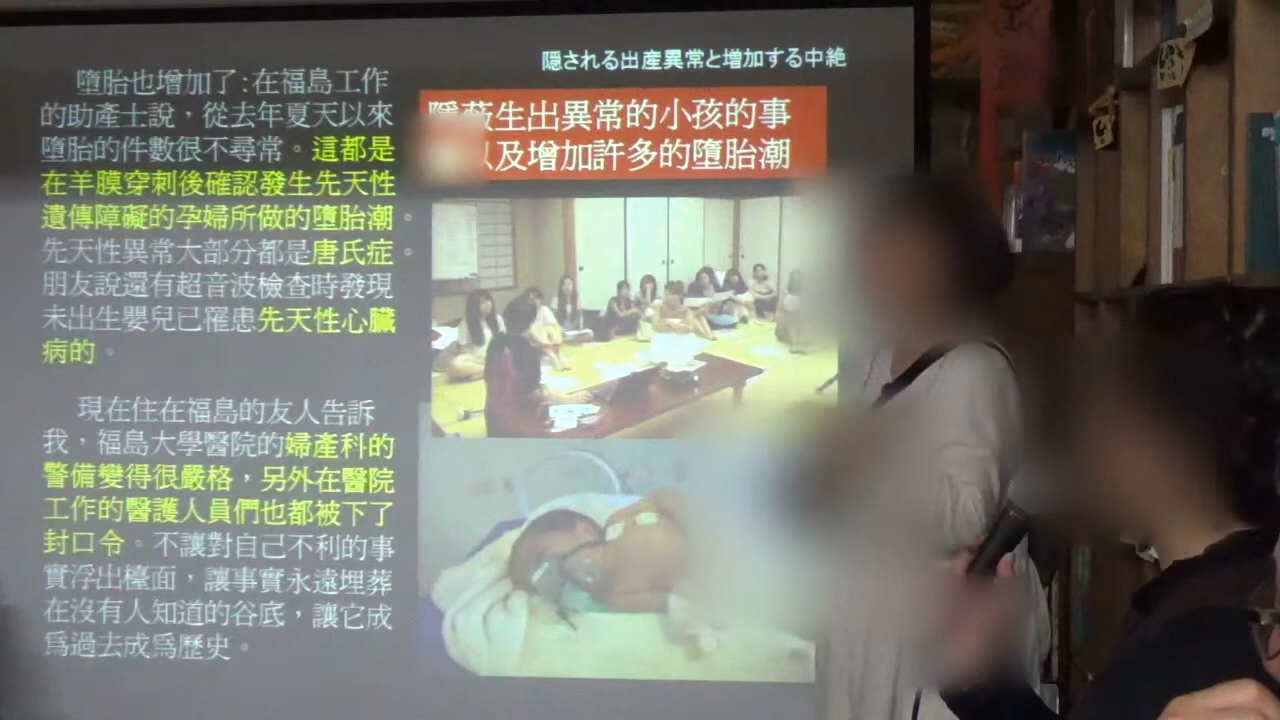 隠される出産異常と増加する中絶
隱蔽生出異常的小孩的事
以及增加許多的墮胎潮
墮胎也增加了:在福島工作
的助產士說，從去年夏天以來
墮胎的件數很不尋常。這都是
在羊膜穿刺後確認發生先天性
遺傳障礙的孕婦所做的墮胎潮。
先天性異常大部分都是唐氏症。
朋友說還有超音波檢查時發現
未出生嬰兒已罹患先天性心臟
病的。
現在住在福島的友人告訴
我，福島大學醫院的婦產科的
警備變得很嚴格，另外在醫院
工作的醫護人員們也都被下了
封口令。不讓對自己不利的事
實浮出檯面，讓事實永遠埋葬
在沒有人知道的谷底，讓它成
為過去成為歷史。